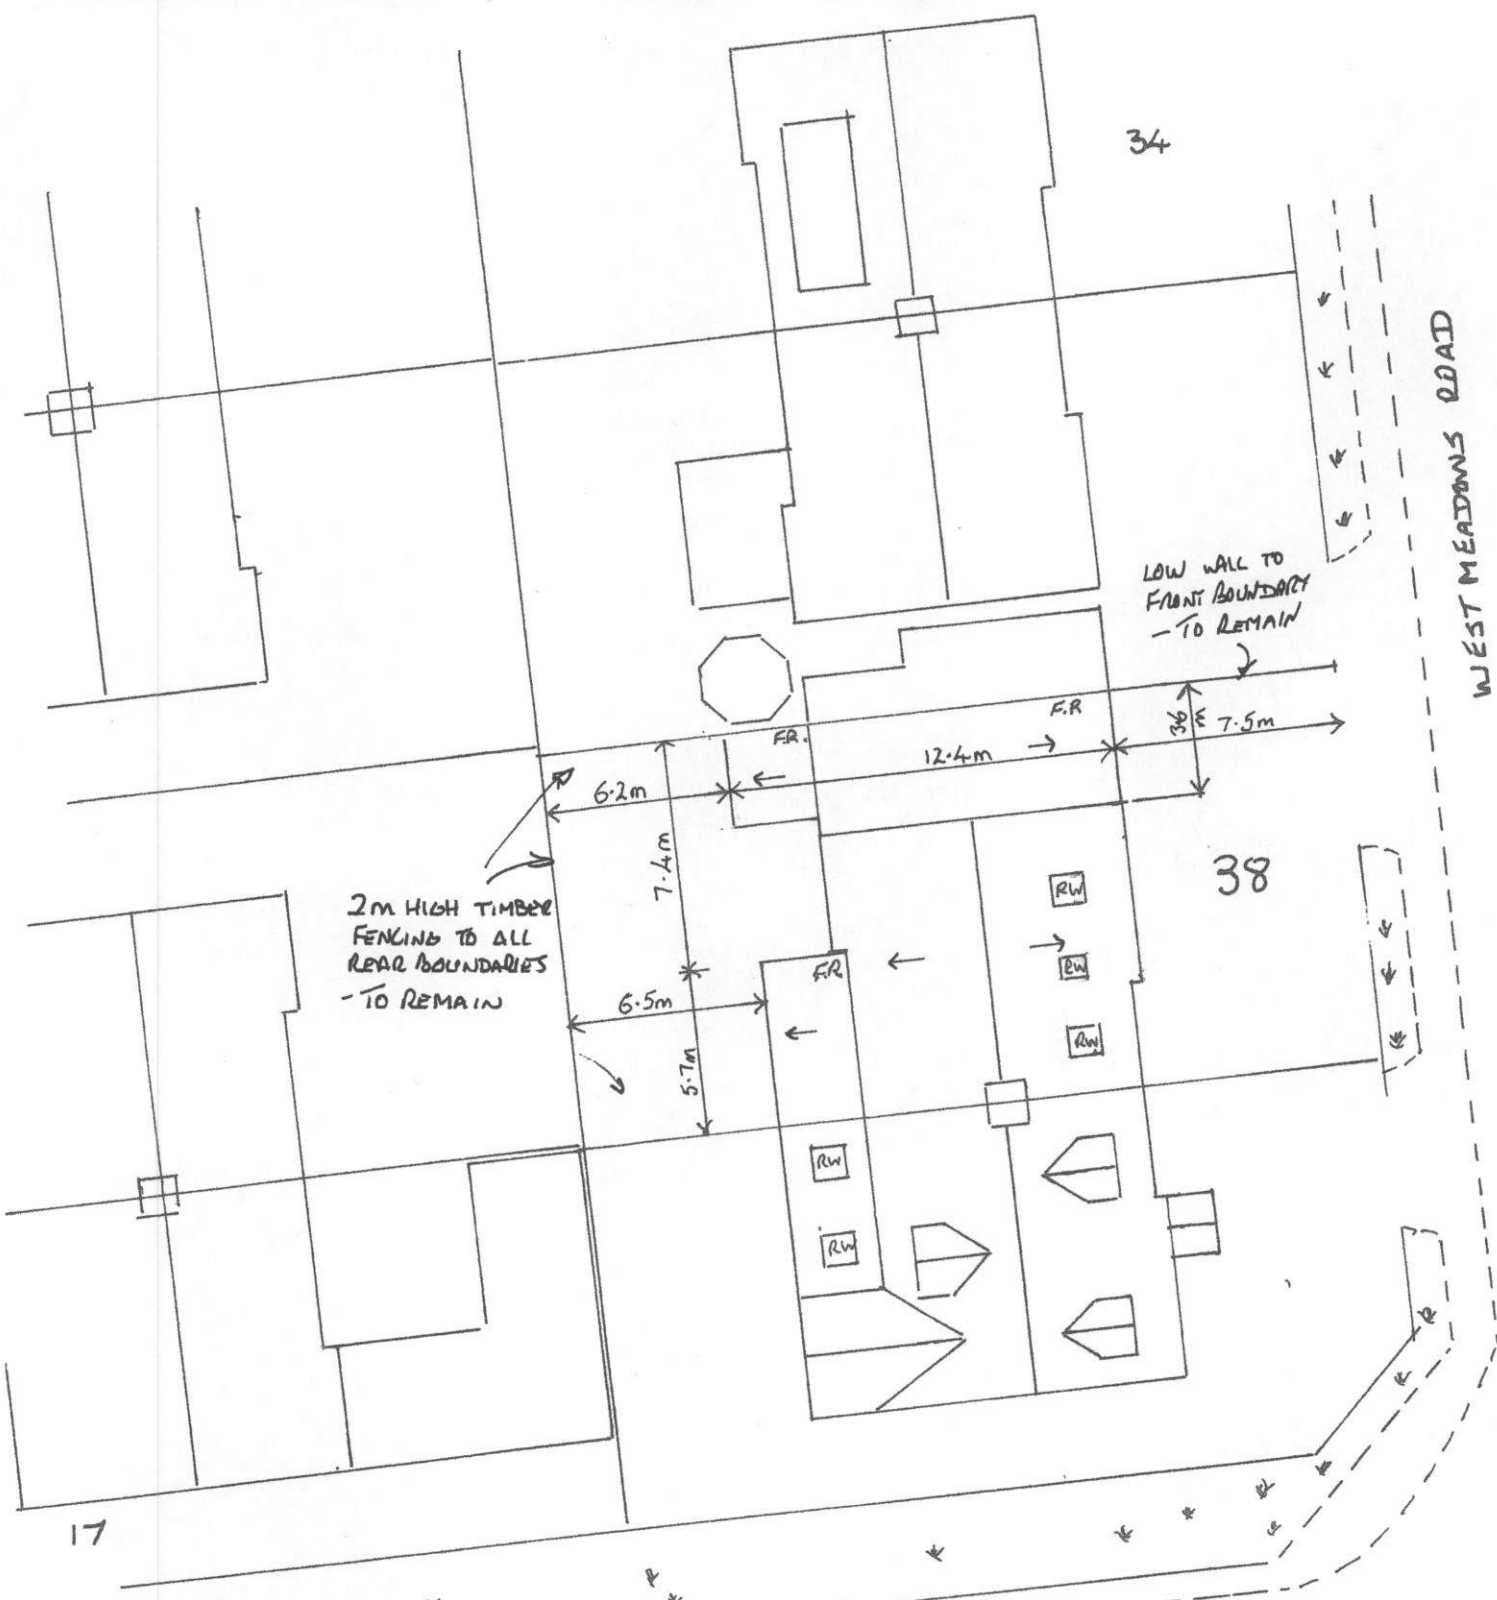 34
WEST MEADOWS ROAD
LOW WALL TO
FRONT BOUNDARY
- TO REMAIN
F.R
3.6
m
7.5m
F.R.
12.4m
6.2m
7.4m
38
RW
2m HIGH TIMBER
FENCING TO ALL
REAR BOUNDARIES
- TO REMAIN
F.R.
RW
6.5m
RW
5.7m
RW
RW
17